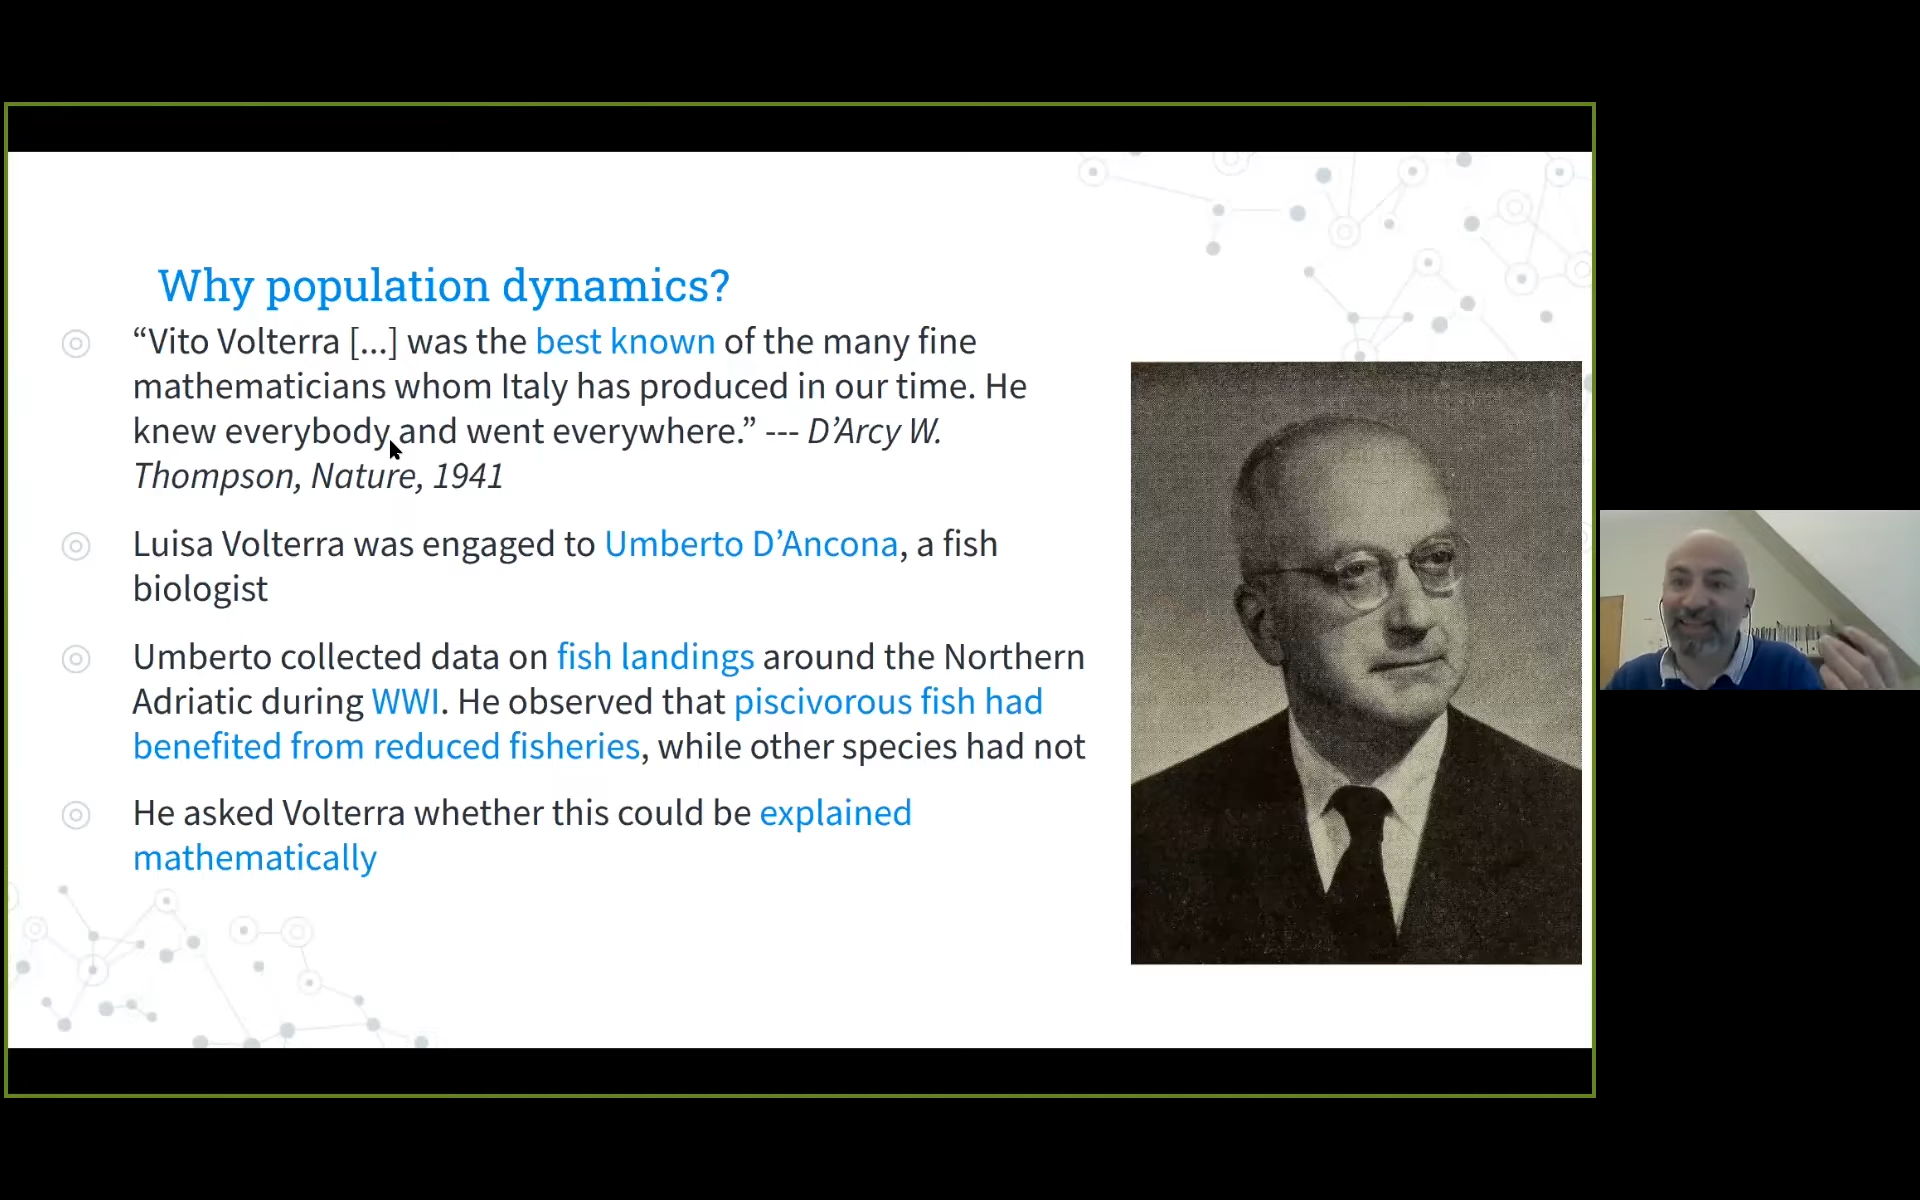 Why population dynamics?
“Vito Volterra [...] was the best known of the many fine
mathematicians whom Italy has produced in our time. He
knew everybody and went everywhere.” --- D’Arcy W.
Thompson, Nature, 1941
Luisa Volterra was engaged to Umberto D’Ancona, a fish
biologist
Umberto collected data on fish landings around the Northern
Adriatic during WWI. He observed that piscivorous fish had
benefited from reduced fisheries, while other species had not
He asked Volterra whether this could be explained
mathematically